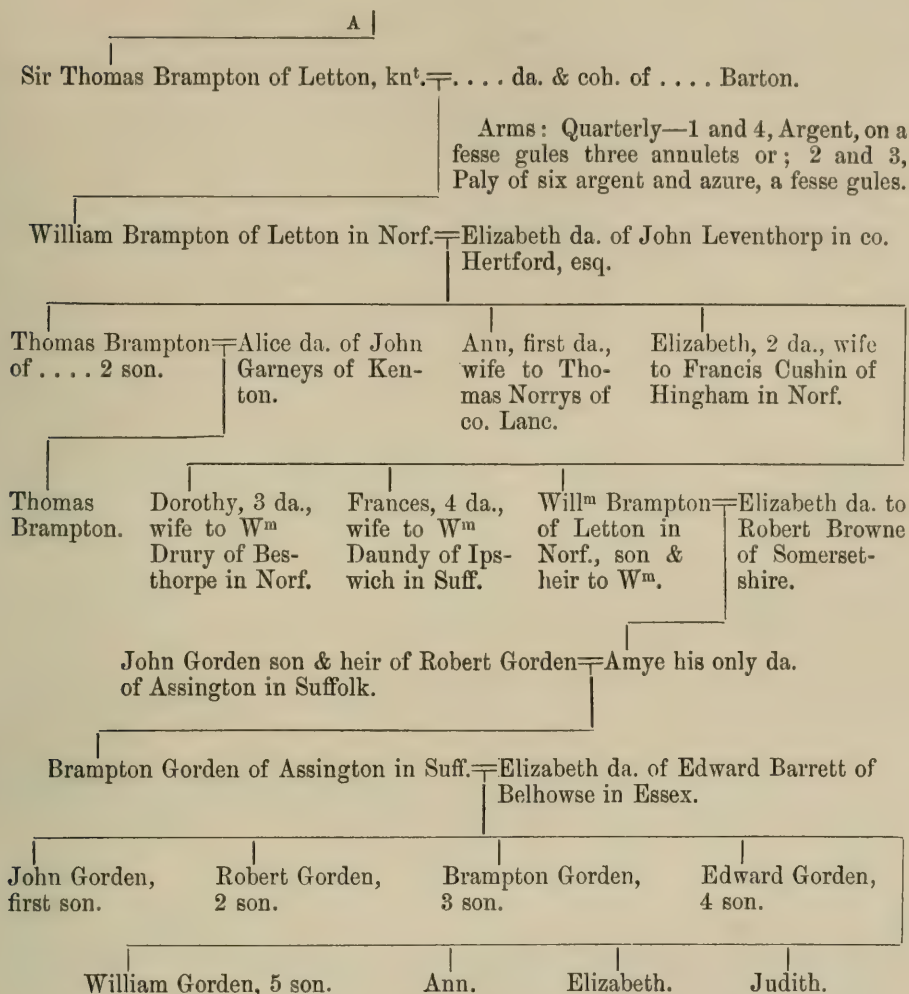 A
Sir Thomas Brampton of Letton, knᵗ.=. . . . da. & coh. of . . . . Barton.
Arms: Quarterly—1 and 4, Argent, on a
fesse gules three annulets or; 2 and 3,
Paly of six argent and azure, a fesse gules.
William Brampton of Letton in Norf.=Elizabeth da. of John Leventhorp in co.
Hertford, esq.
Thomas Brampton=Alice da. of John
of . . . . 2 son.
Garneys of Ken-
ton.
Ann, first da.,
wife to Tho-
mas Norrys of
co. Lanc.
Elizabeth, 2 da., wife
to Francis Cushin of
Hingham in Norf.
Thomas
Brampton.
Dorothy, 3 da.,
wife to Wᵐ
Drury of Bes-
thorpe in Norf.
Frances, 4 da.,
wife to Wᵐ
Daundy of Ips-
wich in Suff.
Willᵐ Brampton=Elizabeth da. to
of Letton in
Norf., son &
heir to Wᵐ.
Robert Browne
of Somerset-
shire.
John Gorden son & heir of Robert Gorden=Amye his only da.
of Assington in Suffolk.
Brampton Gorden of Assington in Suff.=Elizabeth da. of Edward Barrett of
Belhowse in Essex.
John Gorden,
first son.
Robert Gorden,
2 son.
Brampton Gorden,
3 son.
Edward Gorden,
4 son.
William Gorden, 5 son.
Ann.
Elizabeth.
Judith.